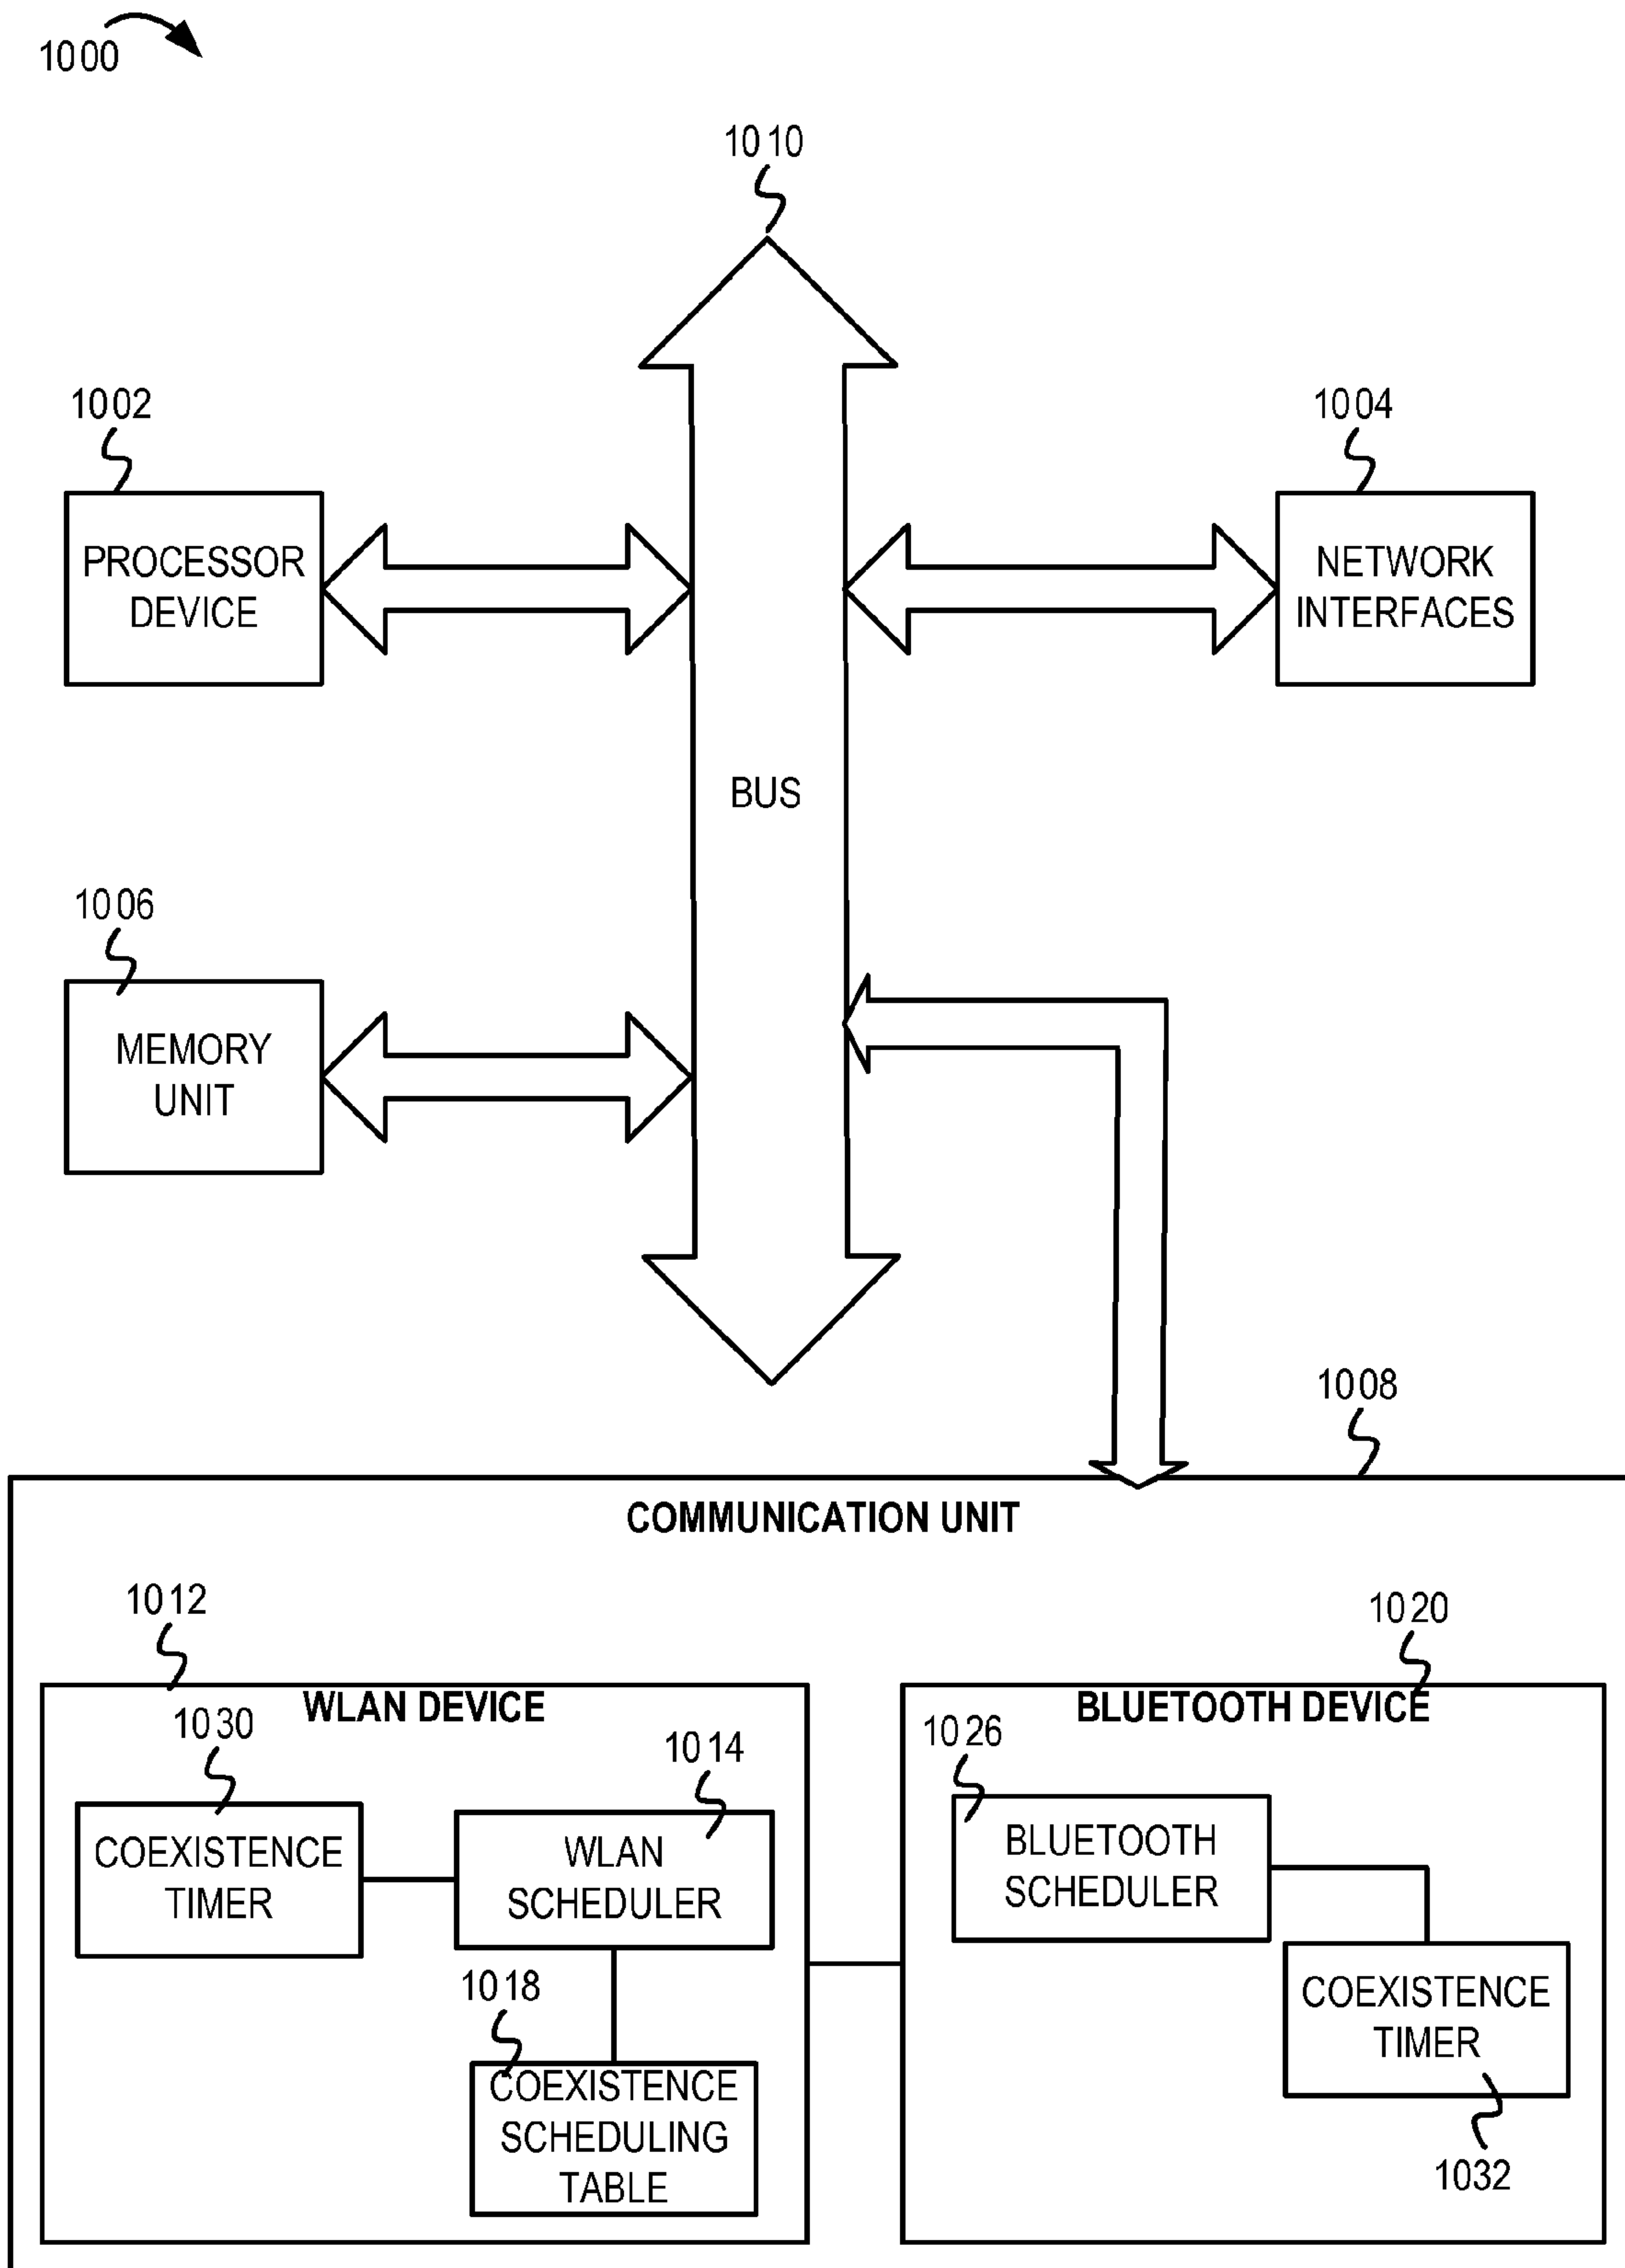 1000
1010
1002
1004
PROCESSOR
DEVICE
NETWORK
INTERFACES
BUS
1006
MEMORY
UNIT
1008
COMMUNICATION UNIT
1012
1020
WLAN DEVICE
BLUETOOTH DEVICE
1030
1014
1026
COEXISTENCE
TIMER
WLAN
SCHEDULER
BLUETOOTH
SCHEDULER
1018
COEXISTENCE
SCHEDULING
TABLE
COEXISTENCE
TIMER
1032